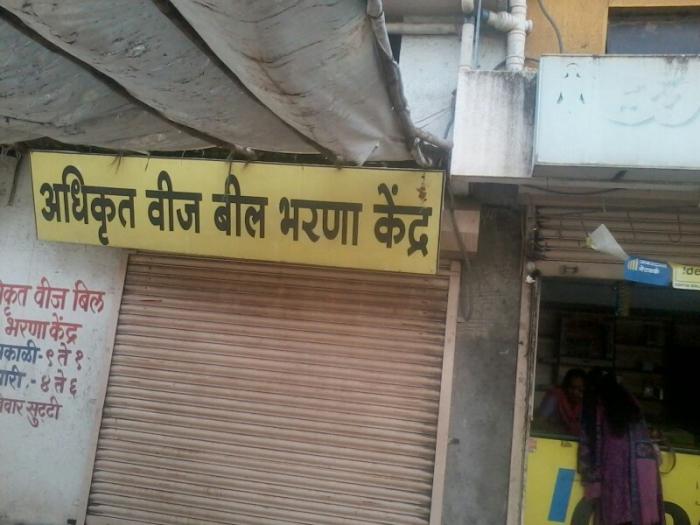 अधिकृत वीज बील भरणा केंद्र
वीज बिल
भरणा केंद्र
९ ते १
४ ते ६
सुट्टी